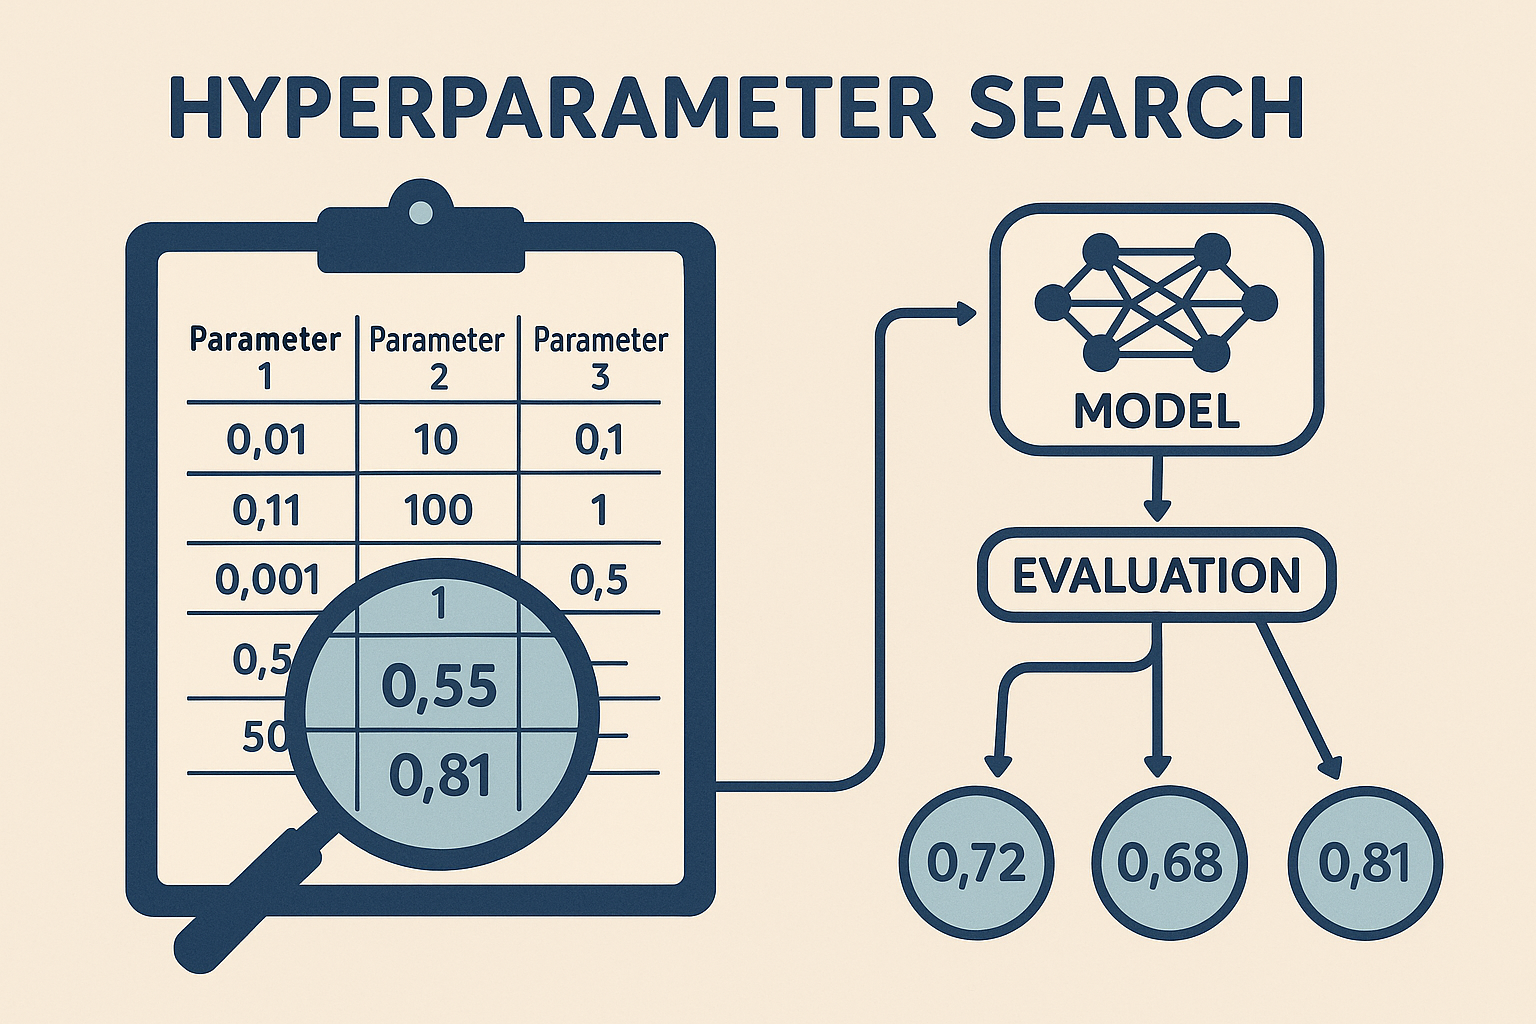 HYPERPARAMETER SEARCH
Parameter 1 Parameter 2 Parameter 3
0,01 10 0,1
0,11 100 1
0,001 1 0,5
0,5 0,55
50 0,81
MODEL
EVALUATION
0,72 0,68 0,81